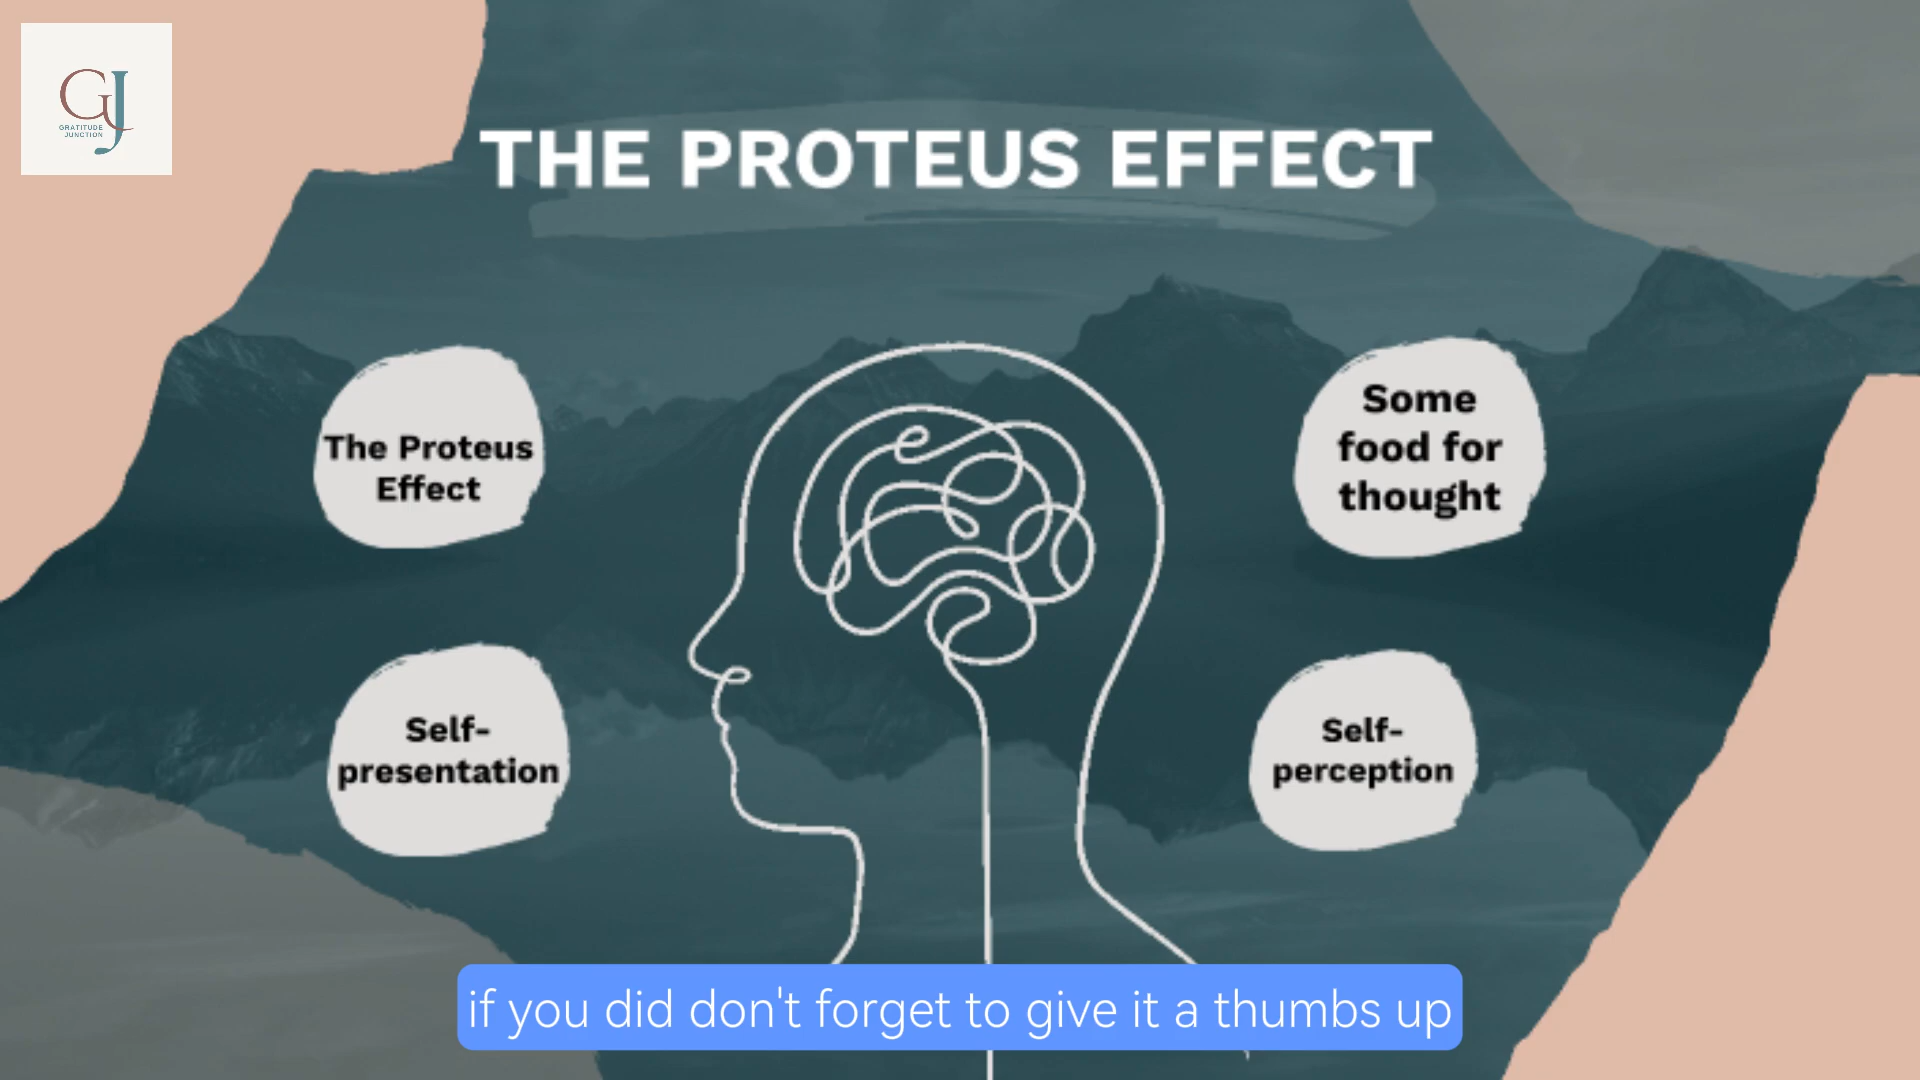 GJ
GRATITUDE
JUNCTION
THE PROTEUS EFFECT
The Proteus
Effect
Some
food for
thought
Self-
presentation
Self-
perception
if you did don't forget to give it a thumbs up